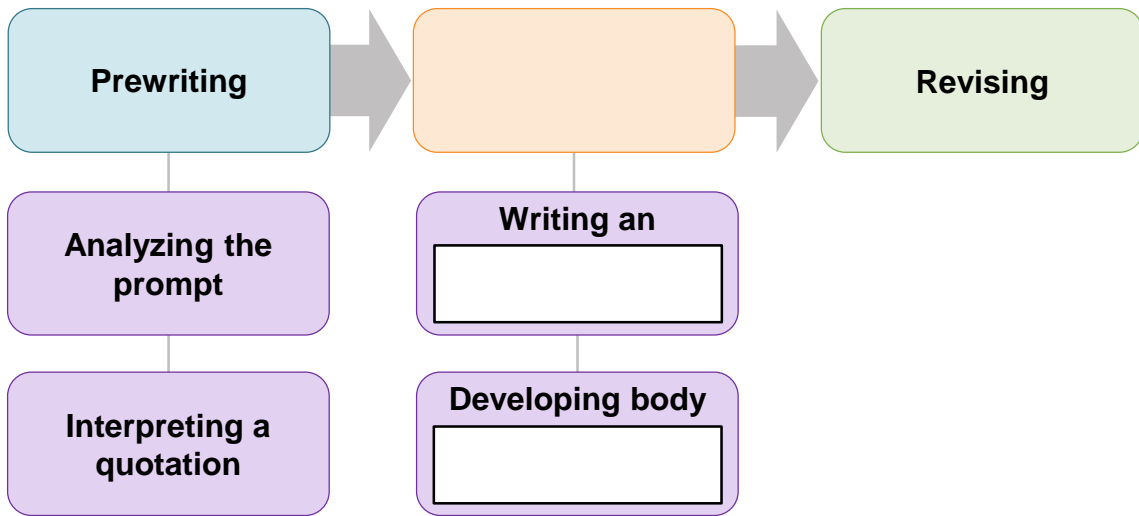 Prewriting
Revising
Analyzing the
prompt
Writing an
Interpreting a
quotation
Developing body